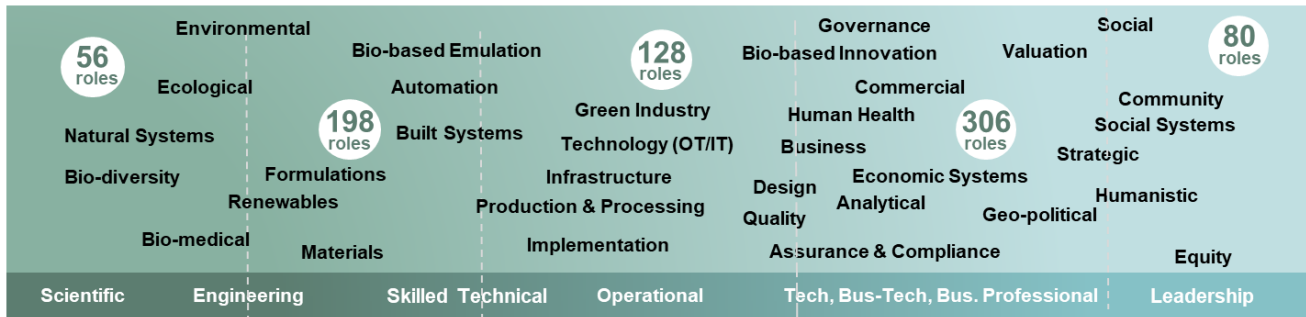 Environmental
Governance
Social
56
roles
Bio-based Emulation
128
roles
Bio-based Innovation
Valuation
80
roles
Ecological
Automation
Commercial
Community
Green Industry
Human Health
306
roles
Social Systems
198
roles
Natural Systems
Built Systems
Technology (OT/IT)
Business
Strategic
Bio-diversity
Formulations
Infrastructure
Economic Systems
Design
Humanistic
Renewables
Production & Processing
Analytical
Quality
Geo-political
Bio-medical
Materials
Implementation
Assurance & Compliance
Equity
Scientific
Engineering
Skilled Technical
Operational
Tech, Bus-Tech, Bus. Professional
Leadership